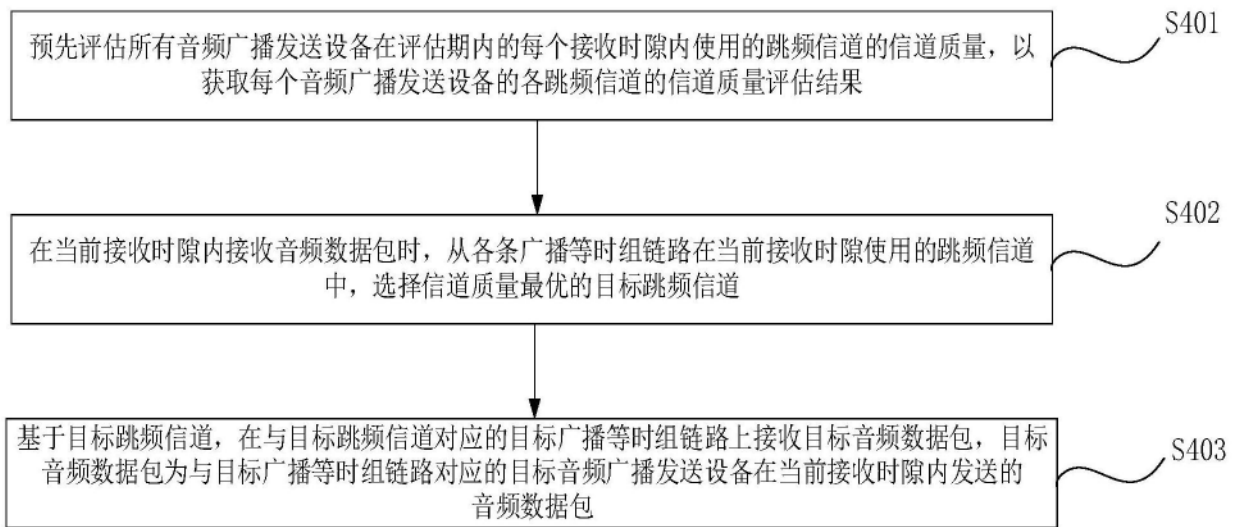 预先评估所有音频广播发送设备在评估期内的每个接收时隙内使用的跳频信道的信道质量，以
获取每个音频广播发送设备的各跳频信道的信道质量评估结果
S401
在当前接收时隙内接收音频数据包时，从各条广播等时组链路在当前接收时隙使用的跳频信道
中，选择信道质量最优的目标跳频信道
S402
基于目标跳频信道，在与目标跳频信道对应的目标广播等时组链路上接收目标音频数据包，目标
音频数据包为与目标广播等时组链路对应的目标音频广播发送设备在当前接收时隙内发送的
音频数据包
S403